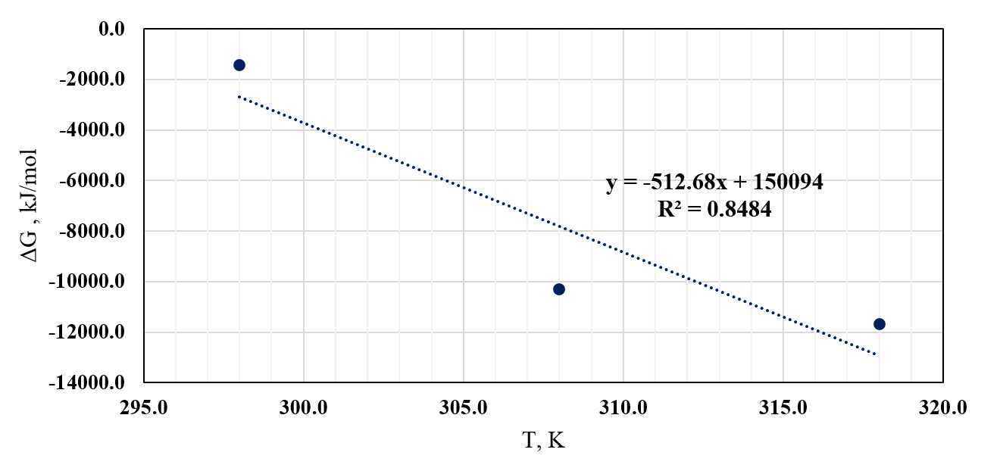 0.0
-2000.0
-4000.0
-6000.0
-8000.0
-10000.0
-12000.0
-14000.0
ΔG , kJ/mol
y = -512.68x + 150094
R² = 0.8484
295.0 300.0 305.0 310.0 315.0 320.0
T, K